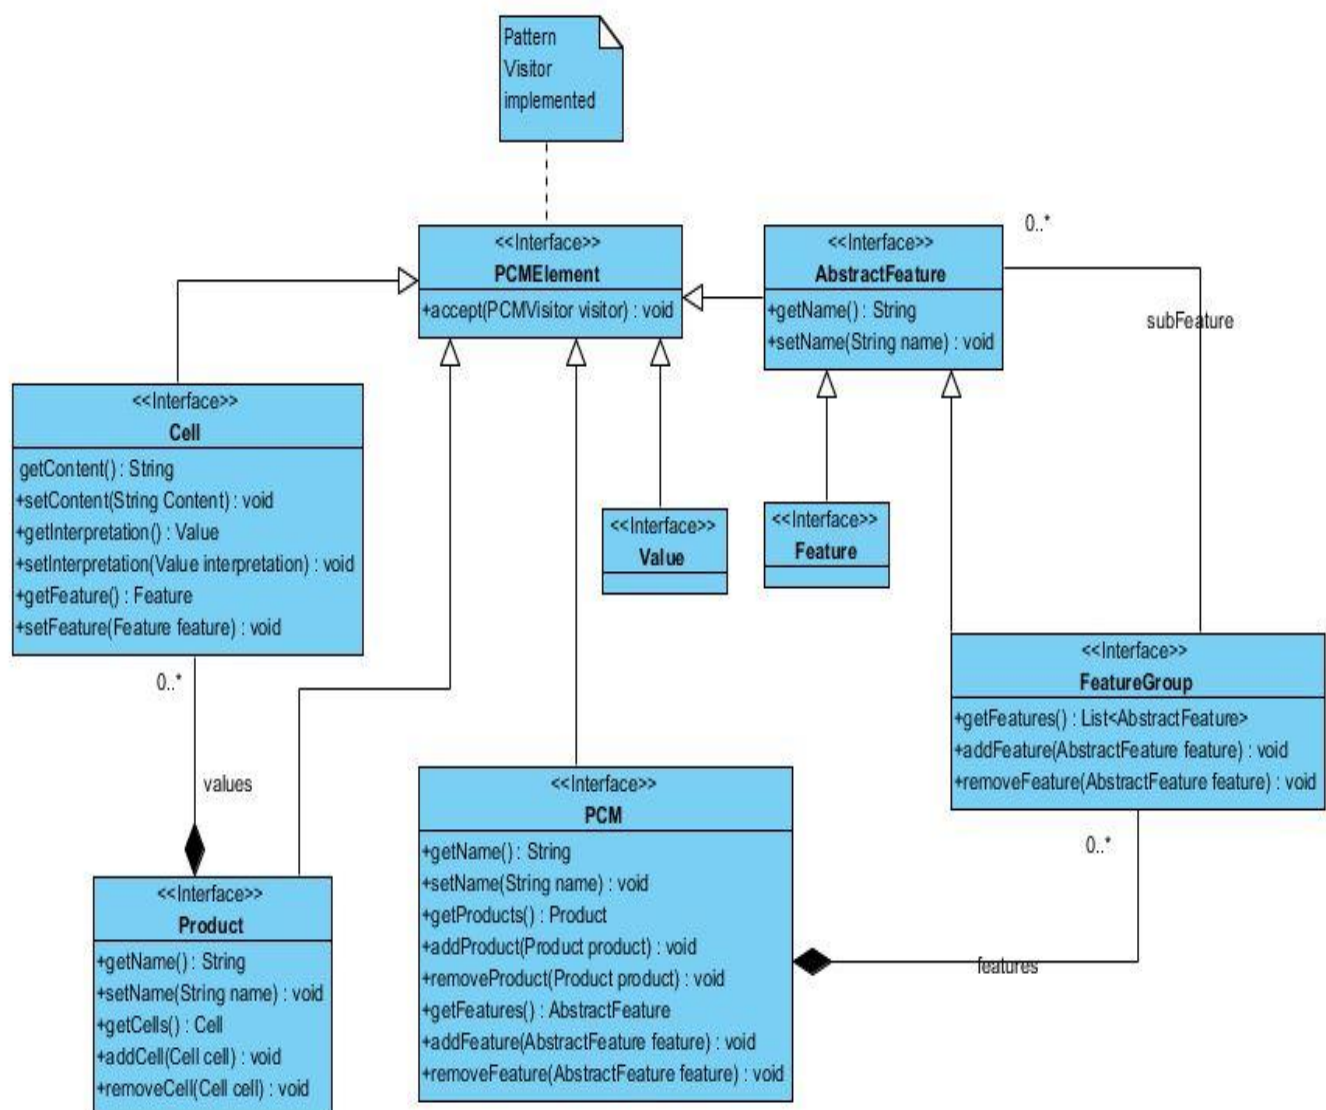 Pattern
Visitor
implemented
<<Interface>>
PCMElement
+accept(PCMVisitor visitor) : void
<<Interface>>
AbstractFeature
+getName() : String
+setName(String name) : void
0..*
subFeature
<<Interface>>
Cell
getContent() : String
+setContent(String Content) : void
+getInterpretation() : Value
+setInterpretation(Value interpretation) : void
+getFeature() : Feature
+setFeature(Feature feature) : void
<<Interface>>
Value
<<Interface>>
Feature
<<Interface>>
FeatureGroup
+getFeatures() : List<AbstractFeature>
+addFeature(AbstractFeature feature) : void
+removeFeature(AbstractFeature feature) : void
0..*
values
0..*
<<Interface>>
Product
+getName() : String
+setName(String name) : void
+getCells() : Cell
+addCell(Cell cell) : void
+removeCell(Cell cell) : void
<<Interface>>
PCM
+getName() : String
+setName(String name) : void
+getProducts() : Product
+addProduct(Product product) : void
+removeProduct(Product product) : void
+getFeatures() : AbstractFeature
+addFeature(AbstractFeature feature) : void
+removeFeature(AbstractFeature feature) : void
features